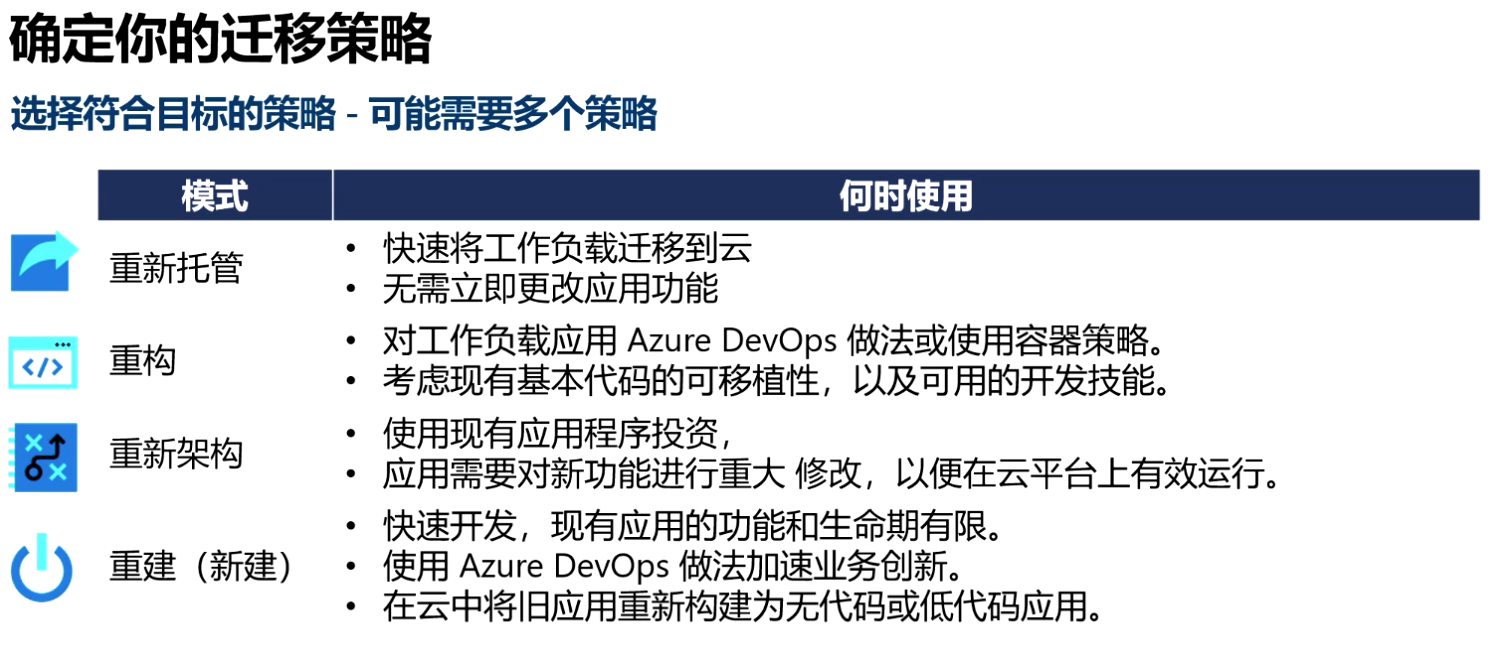 确定你的迁移策略
选择符合目标的策略 - 可能需要多个策略
模式
何时使用
重新托管
• 快速将工作负载迁移到云
• 无需立即更改应用功能
重构
• 对工作负载应用 Azure DevOps 做法或使用容器策略。
• 考虑现有基本代码的可移植性，以及可用的开发技能。
重新架构
• 使用现有应用程序投资，
• 应用需要对新功能进行重大 修改，以便在云平台上有效运行。
重建（新建）
• 快速开发，现有应用的功能和生命期有限。
• 使用 Azure DevOps 做法加速业务创新。
• 在云中将旧应用重新构建为无代码或低代码应用。